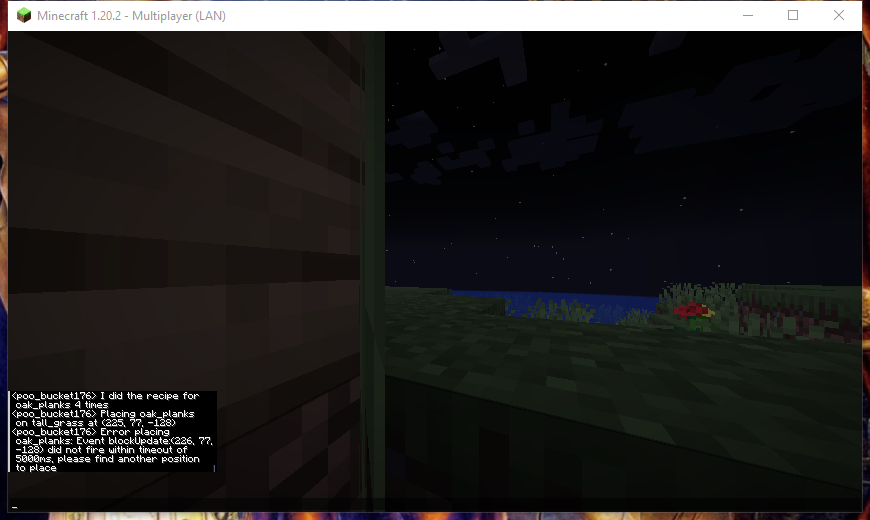 Minecraft 1.20.2 - Multiplayer (LAN)
<poo_bucket176> I did the recipe for
oak_planks 4 times
<poo_bucket176> Placing oak_planks
on tall_grass at (225, 77, -128)
<poo_bucket176> Error placing
oak_planks: Event blockUpdate:(226, 77,
-128) did not fire within timeout of
5000ms, please find another position
to place
_